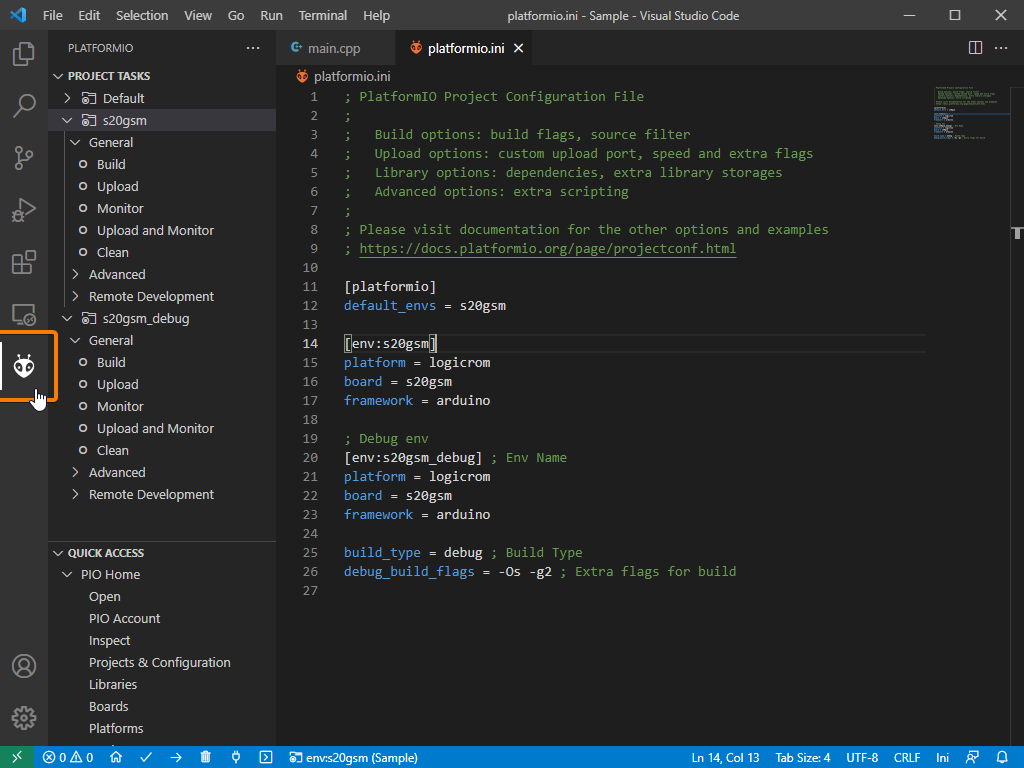 File Edit Selection View Go Run Terminal Help platformio.ini - Sample - Visual Studio Code
PLATFORMIO
PROJECT TASKS
Default
s20gsm
General
Build
Upload
Monitor
Upload and Monitor
Clean
Advanced
Remote Development
s20gsm_debug
General
Build
Upload
Monitor
Upload and Monitor
Clean
Advanced
Remote Development
QUICK ACCESS
PIO Home
Open
PIO Account
Inspect
Projects & Configuration
Libraries
Boards
Platforms
main.cpp platformio.ini
platformio.ini
1 ; PlatformIO Project Configuration File
2 ;
3 ;   Build options: build flags, source filter
4 ;   Upload options: custom upload port, speed and extra flags
5 ;   Library options: dependencies, extra library storages
6 ;   Advanced options: extra scripting
7 ;
8 ; Please visit documentation for the other options and examples
9 ; https://docs.platformio.org/page/projectconf.html
10
11 [platformio]
12 default_envs = s20gsm
13
14 [env:s20gsm]
15 platform = logicrom
16 board = s20gsm
17 framework = arduino
18
19 ; Debug env
20 [env:s20gsm_debug] ; Env Name
21 platform = logicrom
22 board = s20gsm
23 framework = arduino
24
25 build_type = debug ; Build Type
26 debug_build_flags = -Os -g2 ; Extra flags for build
27
0 0 env:s20gsm (Sample) Ln 14, Col 13 Tab Size: 4 UTF-8 CRLF Ini